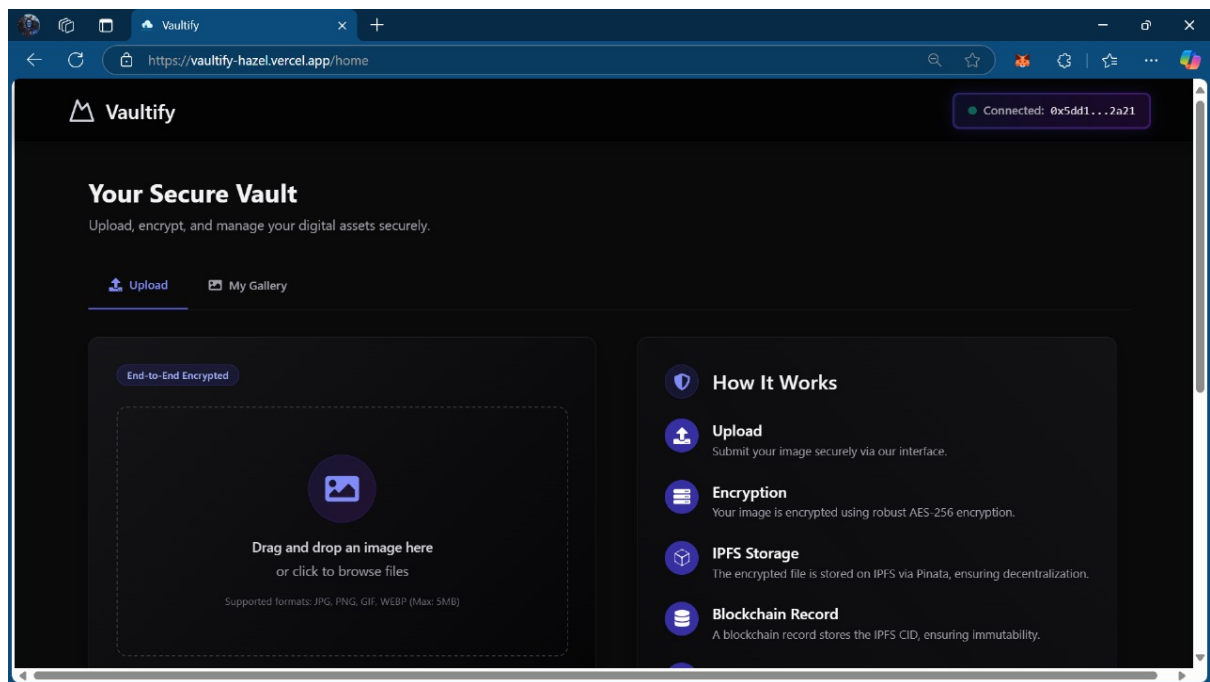 Vaultify
https://vaultify-hazel.vercel.app/home
Vaultify
Connected: 0x5dd1...2a21
Your Secure Vault
Upload, encrypt, and manage your digital assets securely.
Upload
My Gallery
End-to-End Encrypted
Drag and drop an image here
or click to browse files
Supported formats: JPG, PNG, GIF, WEBP (Max: 5MB)
How It Works
Upload
Submit your image securely via our interface.
Encryption
Your image is encrypted using robust AES-256 encryption.
IPFS Storage
The encrypted file is stored on IPFS via Pinata, ensuring decentralization.
Blockchain Record
A blockchain record stores the IPFS CID, ensuring immutability.